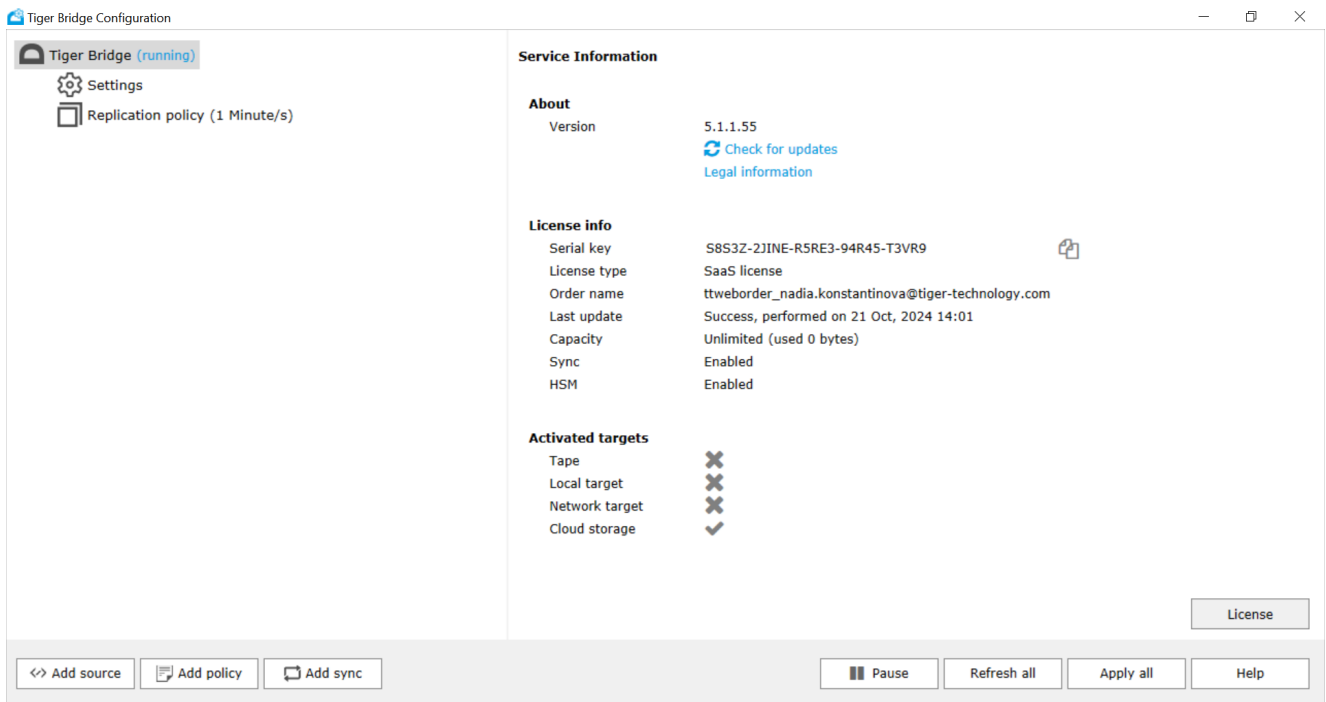 Tiger Bridge Configuration
Tiger Bridge (running)
Settings
Replication policy (1 Minute/s)
Service Information
About
Version 5.1.1.55
Check for updates
Legal information
License info
Serial key S8S3Z-2JINE-R5RE3-94R45-T3VR9
License type SaaS license
Order name ttweborder_nadia.konstantinova@tiger-technology.com
Last update Success, performed on 21 Oct, 2024 14:01
Capacity Unlimited (used 0 bytes)
Sync Enabled
HSM Enabled
Activated targets
Tape
Local target
Network target
Cloud storage
License
Add source Add policy Add sync Pause Refresh all Apply all Help